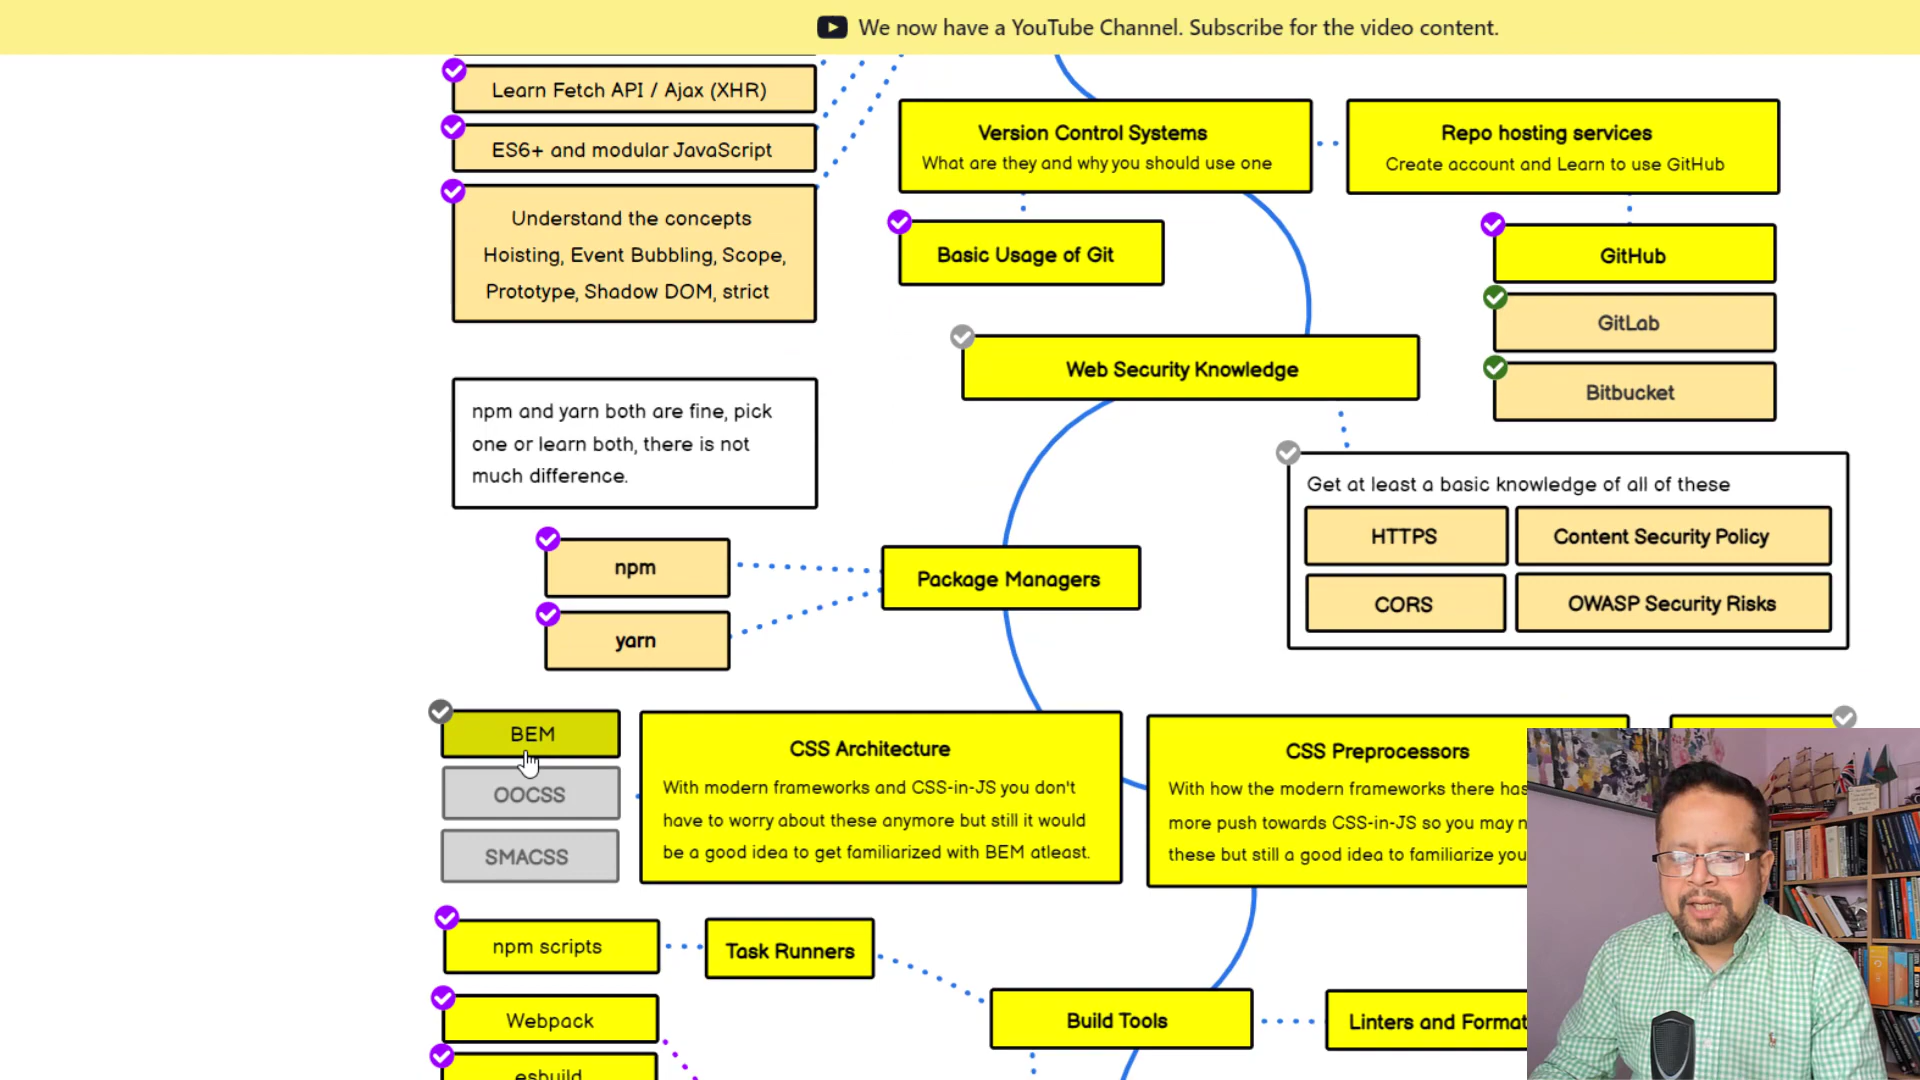 We now have a YouTube Channel. Subscribe for the video content.
Learn Fetch API / Ajax (XHR)
ES6+ and modular JavaScript
Understand the concepts
Hoisting, Event Bubbling, Scope,
Prototype, Shadow DOM, strict
Version Control Systems
What are they and why you should use one
Repo hosting services
Create account and Learn to use GitHub
Basic Usage of Git
GitHub
GitLab
Bitbucket
Web Security Knowledge
npm and yarn both are fine, pick
one or learn both, there is not
much difference.
Get at least a basic knowledge of all of these
HTTPS
Content Security Policy
CORS
OWASP Security Risks
npm
yarn
Package Managers
BEM
OOCSS
SMACSS
CSS Architecture
With modern frameworks and CSS-in-JS you don't
have to worry about these anymore but still it would
be a good idea to get familiarized with BEM atleast.
CSS Preprocessors
With how the modern frameworks there has
more push towards CSS-in-JS so you may n
these but still a good idea to familiarize you
npm scripts
Task Runners
Webpack
esbuild
Build Tools
Linters and Format